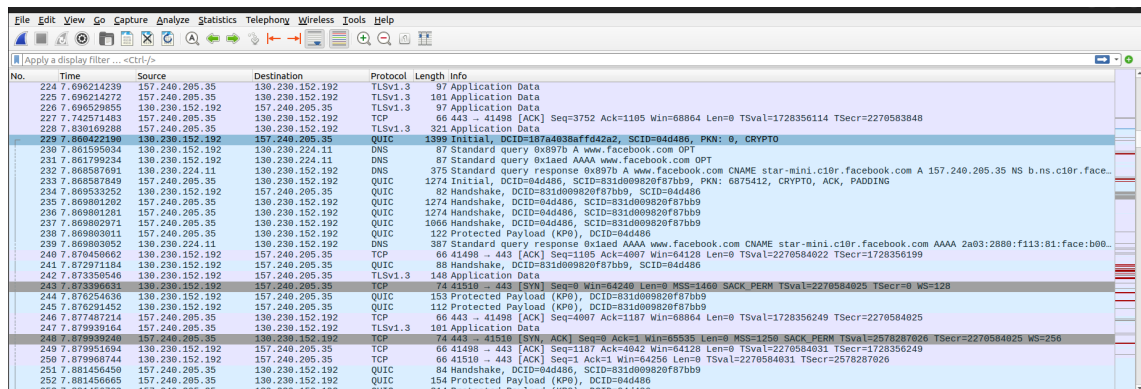 File Edit View Go Capture Analyze Statistics Telephony Wireless Tools Help
Apply a display filter ... <Ctrl-/>
No. Time Source Destination Protocol Length Info
224 7.696214239 157.240.205.35 130.230.152.192 TLSv1.3 97 Application Data
225 7.696214272 157.240.205.35 130.230.152.192 TLSv1.3 101 Application Data
226 7.696529855 130.230.152.192 157.240.205.35 TLSv1.3 97 Application Data
227 7.742571483 157.240.205.35 130.230.152.192 TCP 66 443 → 41498 [ACK] Seq=3752 Ack=1105 Win=68864 Len=0 TSval=1728356114 TSecr=2270583848
228 7.830169288 157.240.205.35 130.230.152.192 TLSv1.3 321 Application Data
229 7.860422190 130.230.152.192 157.240.205.35 QUIC 1399 Initial, DCID=187a4038affd42a2, SCID=04d486, PKN: 0, CRYPTO
230 7.861595034 130.230.152.192 130.230.224.11 DNS 87 Standard query 0x897b A www.facebook.com OPT
231 7.861799234 130.230.152.192 130.230.224.11 DNS 87 Standard query 0x1aed AAAA www.facebook.com OPT
232 7.868587691 130.230.224.11 130.230.152.192 DNS 375 Standard query response 0x897b A www.facebook.com CNAME star-mini.c10r.facebook.com A 157.240.205.35 NS b.ns.c10r.face…
233 7.868587849 157.240.205.35 130.230.152.192 QUIC 1274 Initial, DCID=04d486, SCID=831d009820f87bb9, PKN: 6875412, CRYPTO, ACK, PADDING
234 7.869533252 130.230.152.192 157.240.205.35 QUIC 82 Handshake, DCID=831d009820f87bb9, SCID=04d486
235 7.869801202 157.240.205.35 130.230.152.192 QUIC 1274 Handshake, DCID=04d486, SCID=831d009820f87bb9
236 7.869801281 157.240.205.35 130.230.152.192 QUIC 1274 Handshake, DCID=04d486, SCID=831d009820f87bb9
237 7.869802971 157.240.205.35 130.230.152.192 QUIC 1066 Handshake, DCID=04d486, SCID=831d009820f87bb9
238 7.869803011 157.240.205.35 130.230.152.192 QUIC 122 Protected Payload (KP0), DCID=04d486
239 7.869803052 130.230.224.11 130.230.152.192 DNS 387 Standard query response 0x1aed AAAA www.facebook.com CNAME star-mini.c10r.facebook.com AAAA 2a03:2880:f113:81:face:b00…
240 7.870450662 130.230.152.192 157.240.205.35 TCP 66 41498 → 443 [ACK] Seq=1105 Ack=4007 Win=64128 Len=0 TSval=2270584022 TSecr=1728356199
241 7.872971184 130.230.152.192 157.240.205.35 QUIC 88 Handshake, DCID=831d009820f87bb9, SCID=04d486
242 7.873350546 130.230.152.192 157.240.205.35 TLSv1.3 148 Application Data
243 7.873396631 130.230.152.192 157.240.205.35 TCP 74 41510 → 443 [SYN] Seq=0 Win=64240 Len=0 MSS=1460 SACK_PERM TSval=2270584025 TSecr=0 WS=128
244 7.876254636 130.230.152.192 157.240.205.35 QUIC 153 Protected Payload (KP0), DCID=831d009820f87bb9
245 7.876291452 130.230.152.192 157.240.205.35 QUIC 112 Protected Payload (KP0), DCID=831d009820f87bb9
246 7.877487214 157.240.205.35 130.230.152.192 TCP 66 443 → 41498 [ACK] Seq=4007 Ack=1187 Win=68864 Len=0 TSval=1728356249 TSecr=2270584025
247 7.879939164 157.240.205.35 130.230.152.192 TLSv1.3 101 Application Data
248 7.879939240 157.240.205.35 130.230.152.192 TCP 74 443 → 41510 [SYN, ACK] Seq=0 Ack=1 Win=65535 Len=0 MSS=1250 SACK_PERM TSval=2578287026 TSecr=2270584025 WS=256
249 7.879951694 130.230.152.192 157.240.205.35 TCP 66 41498 → 443 [ACK] Seq=1187 Ack=4042 Win=64128 Len=0 TSval=2270584031 TSecr=1728356249
250 7.879968744 130.230.152.192 157.240.205.35 TCP 66 41510 → 443 [ACK] Seq=1 Ack=1 Win=64256 Len=0 TSval=2270584031 TSecr=2578287026
251 7.881456450 130.230.152.192 157.240.205.35 QUIC 84 Handshake, DCID=831d009820f87bb9, SCID=04d486
252 7.881456665 157.240.205.35 130.230.152.192 QUIC 154 Protected Payload (KP0), DCID=04d486